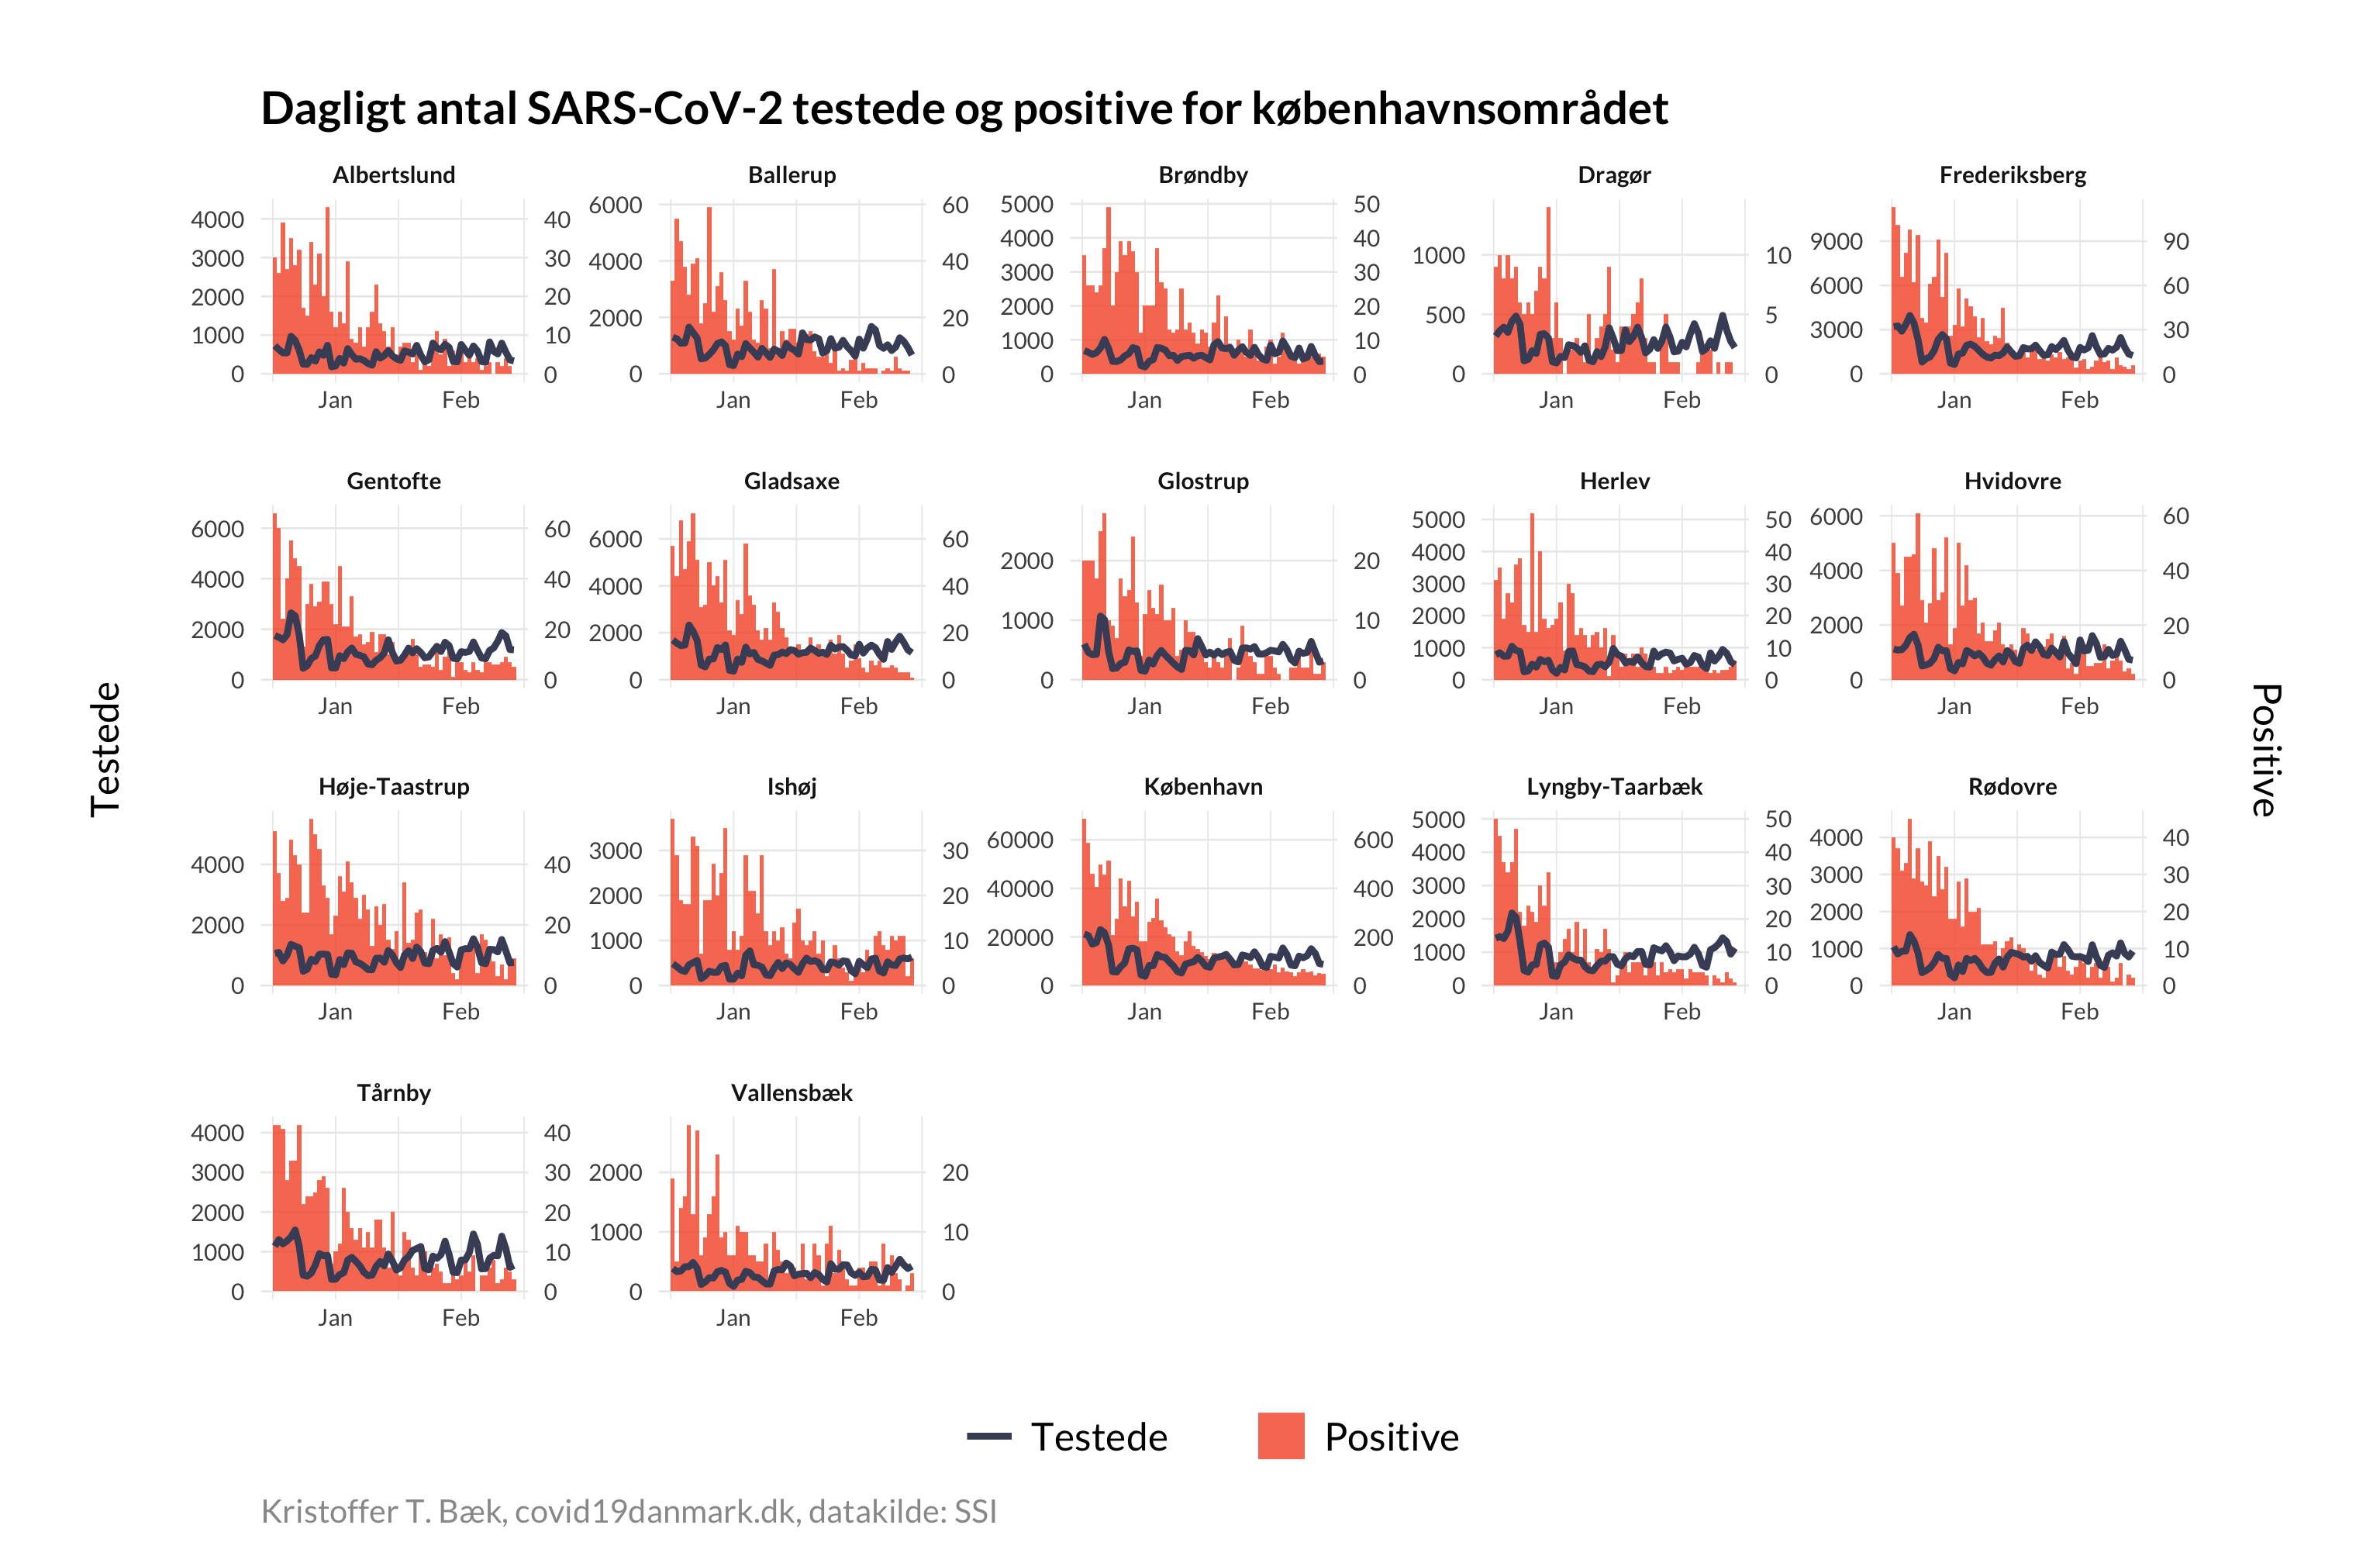 Dagligt antal SARS-CoV-2 testede og positive for københavnsområdet
Albertslund
Ballerup
Brøndby
Dragør
Frederiksberg
4000
3000
2000
1000
0
40
30
20
10
0
Jan
Feb
6000
4000
2000
0
60
40
20
0
Jan
Feb
5000
4000
3000
2000
1000
0
50
40
30
20
10
0
Jan
Feb
1000
500
0
10
5
0
Jan
Feb
9000
6000
3000
0
90
60
30
0
Jan
Feb
Gentofte
Gladsaxe
Glostrup
Herlev
Hvidovre
6000
4000
2000
0
60
40
20
0
Jan
Feb
6000
4000
2000
0
60
40
20
0
Jan
Feb
2000
1000
0
20
10
0
Jan
Feb
5000
4000
3000
2000
1000
0
50
40
30
20
10
0
Jan
Feb
6000
4000
2000
0
60
40
20
0
Jan
Feb
Testede
Positive
Høje-Taastrup
Ishøj
København
Lyngby-Taarbæk
Rødovre
4000
2000
0
40
20
0
Jan
Feb
3000
2000
1000
0
30
20
10
0
Jan
Feb
60000
40000
20000
0
600
400
200
0
Jan
Feb
5000
4000
3000
2000
1000
0
50
40
30
20
10
0
Jan
Feb
4000
3000
2000
1000
0
40
30
20
10
0
Jan
Feb
Tårnby
Vallensbæk
4000
3000
2000
1000
0
40
30
20
10
0
Jan
Feb
2000
1000
0
20
10
0
Jan
Feb
Testede
Positive
Kristoffer T. Bæk, covid19danmark.dk, datakilde: SSI